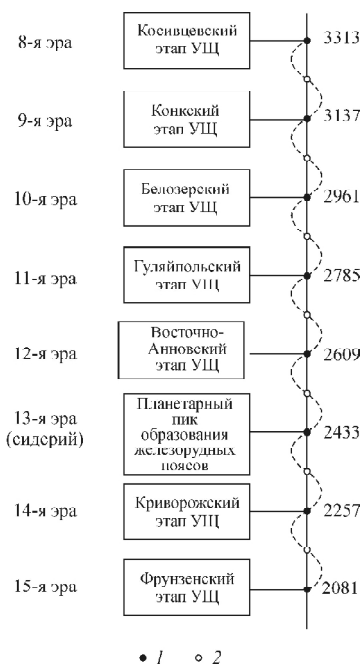 8-я эра
Косивцевский
этап УЩ
3313
9-я эра
Конкский
этап УЩ
3137
10-я эра
Белозерский
этап УЩ
2961
11-я эра
Гуляйпольский
этап УЩ
2785
12-я эра
Восточно-
Анновский
этап УЩ
2609
13-я эра
(сидерий)
Планетарный
пик
образования
железорудных
поясов
2433
14-я эра
Криворожский
этап УЩ
2257
15-я эра
Фрунзенский
этап УЩ
2081
1 2